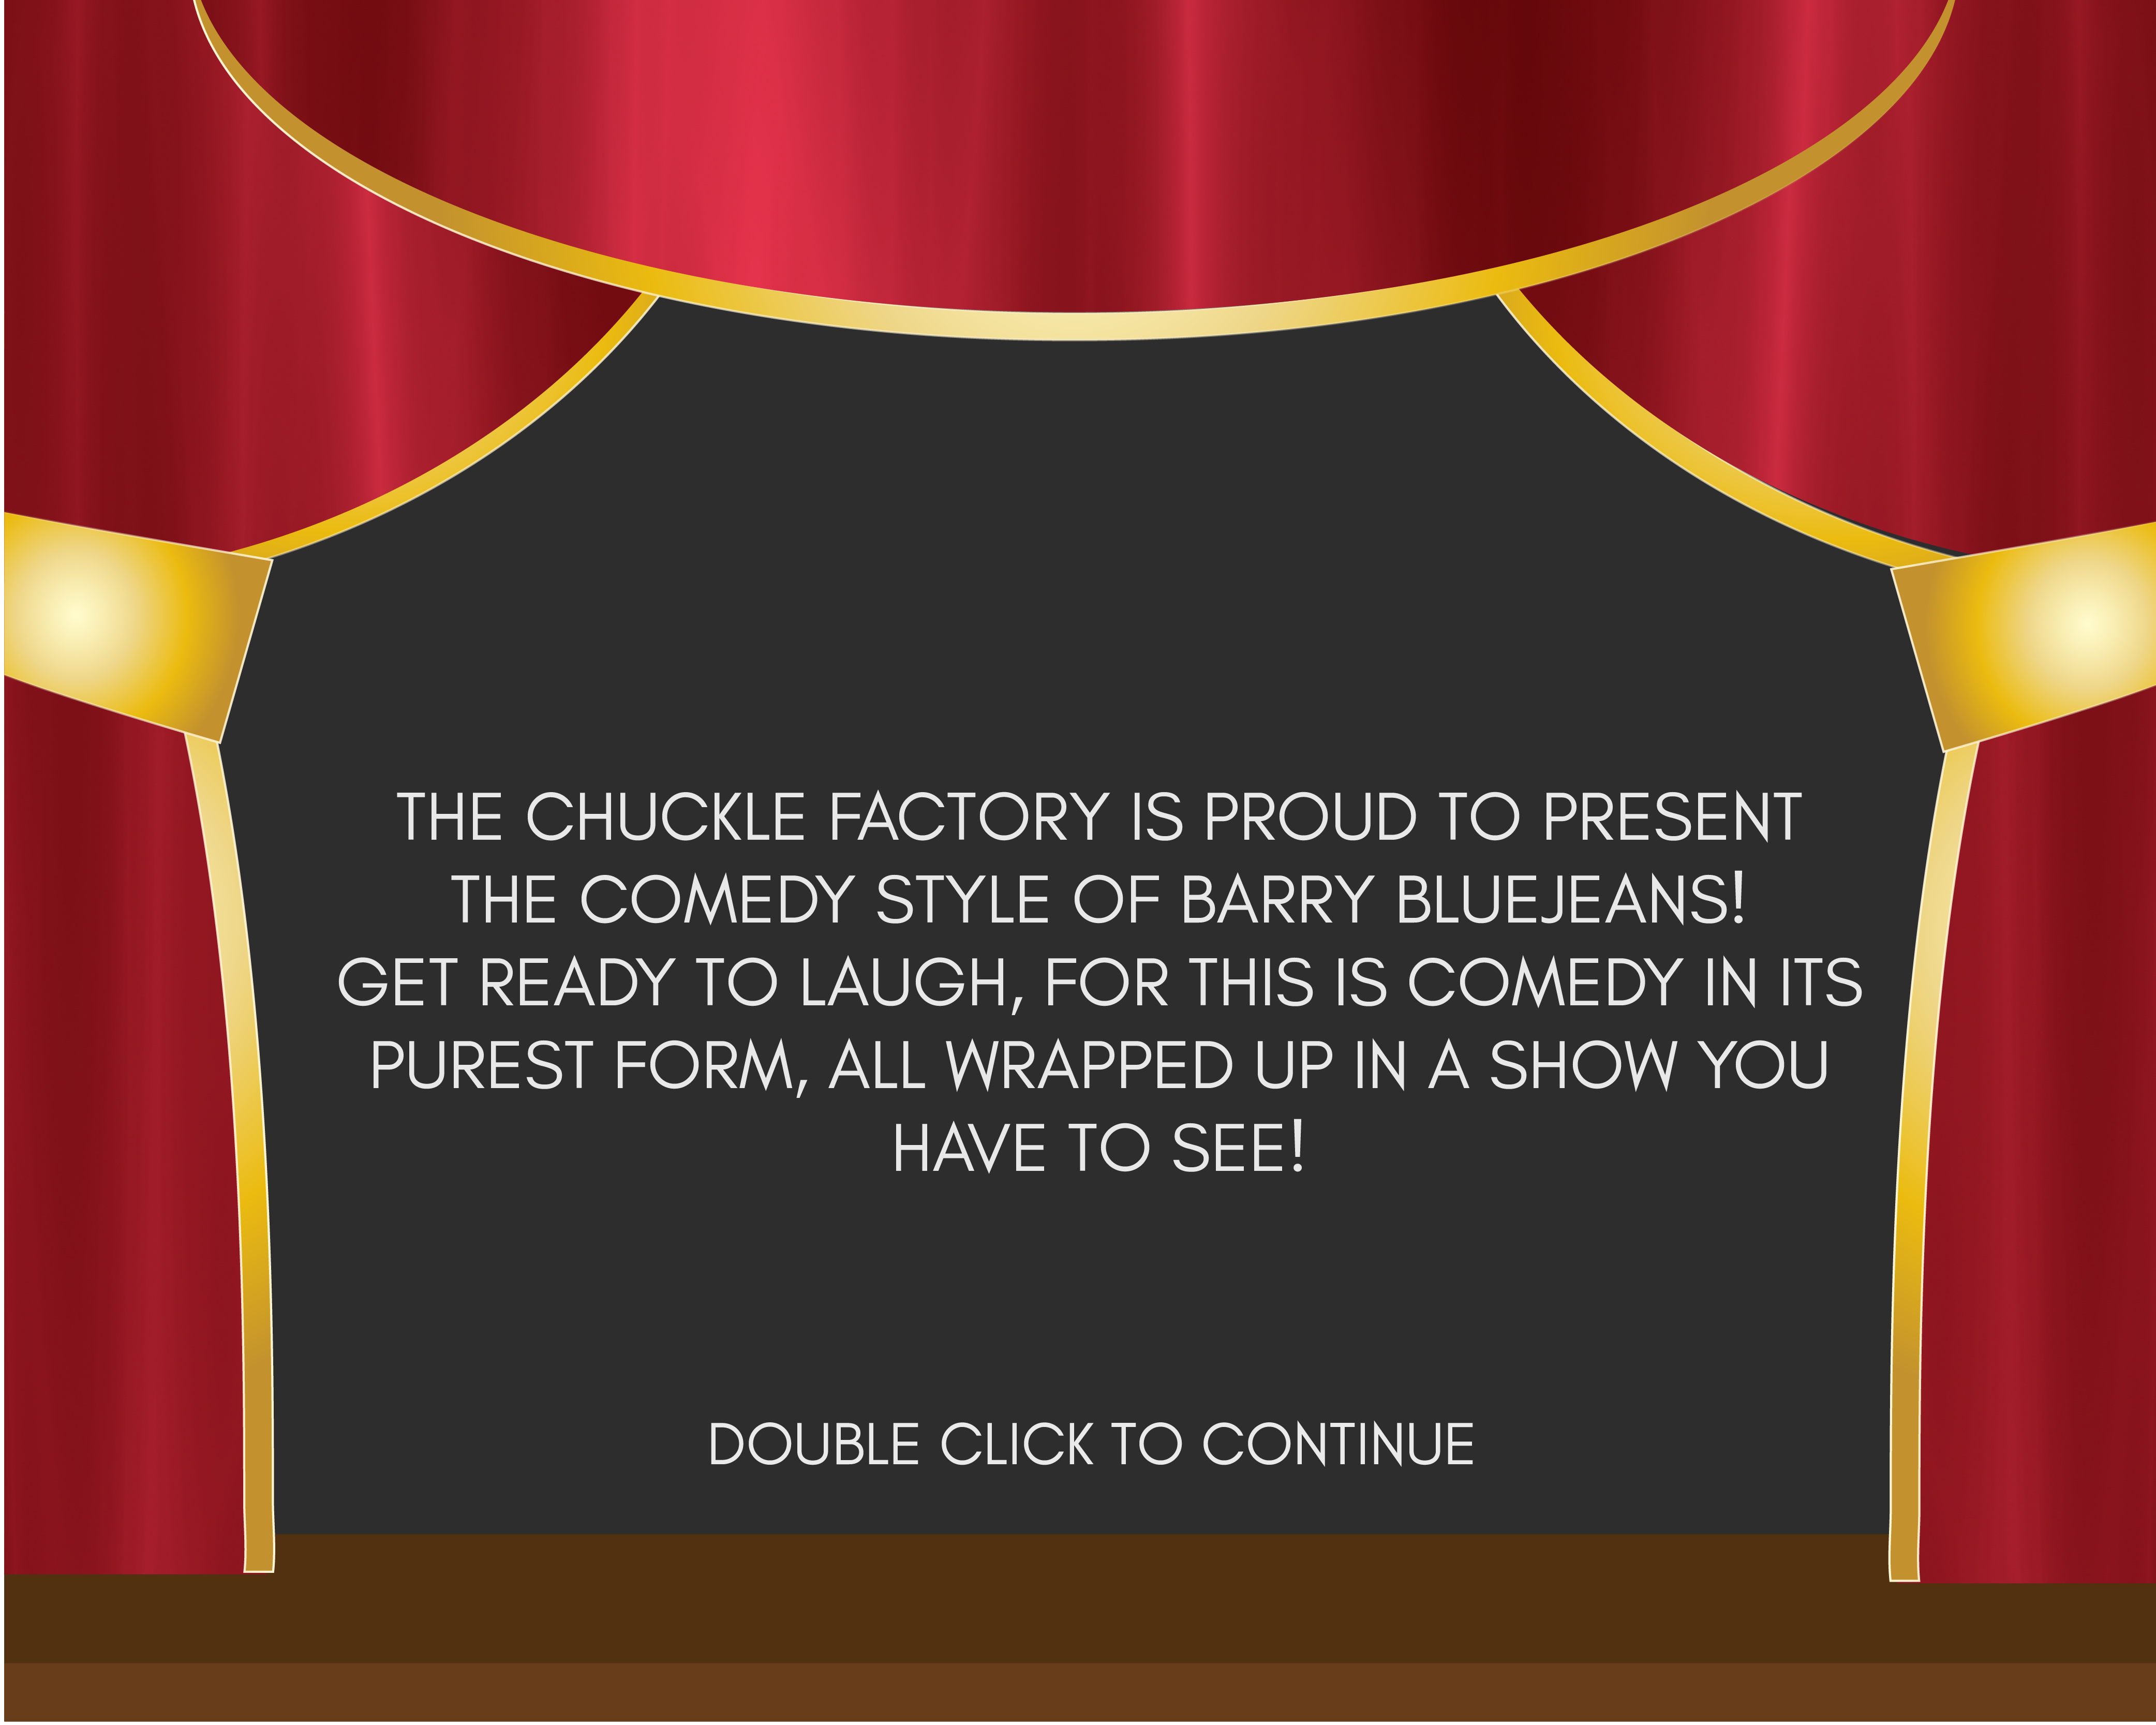 THE CHUCKLE FACTORY IS PROUD TO PRESENT
THE COMEDY STYLE OF BARRY BLUEJEANS!
GET READY TO LAUGH, FOR THIS IS COMEDY IN ITS
PUREST FORM, ALL WRAPPED UP IN A SHOW YOU
HAVE TO SEE!
DOUBLE CLICK TO CONTINUE